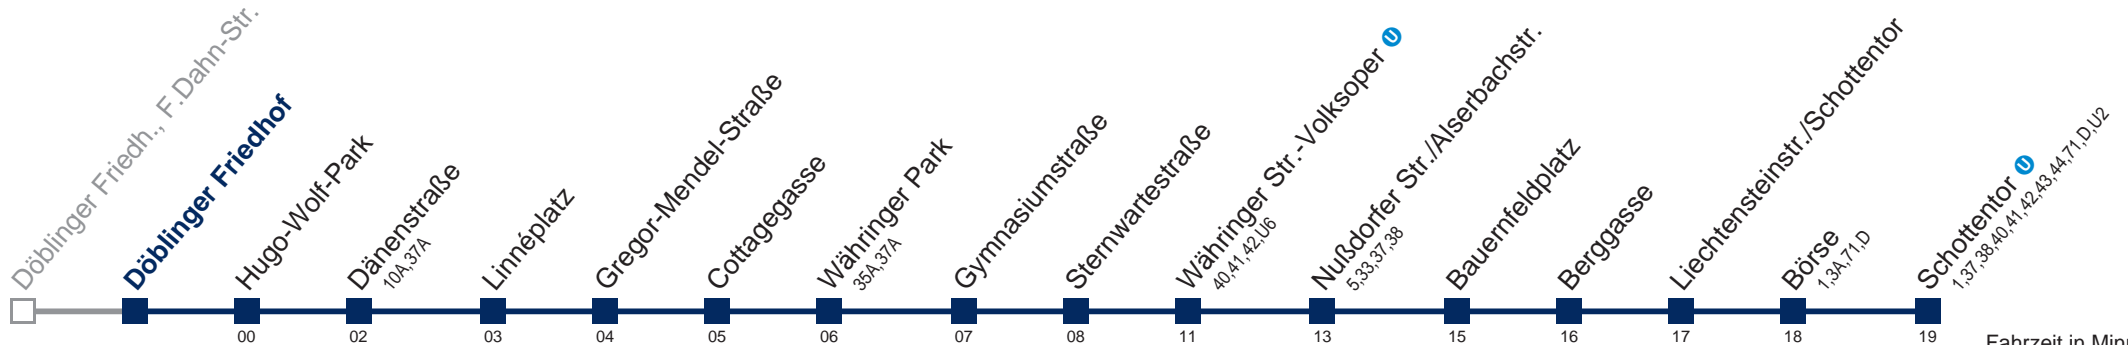 Döblinger Friedh., F.Dahn-Str.
Döblinger Friedhof
Hugo-Wolf-Park
Dänenstraße
10A,37A
Linnéplatz
Gregor-Mendel-Straße
Cottagegasse
Währinger Park
35A,37A
Gymnasiumstraße
Sternwartestraße
Währinger Str.-Volksoper U
40,41,42,U6
Nußdorfer Str./Alserbachstr.
5,33,37,38
Bauernfeldplatz
Berggasse
Liechtensteinstr./Schottentor
Börse
1,3A,71,D
Schottentor U
1,37,38,40,41,42,43,44,71,D,U2
00 02 03 04 05 06 07 08 11 13 15 16 17 18 19
Fahrzeit in Min